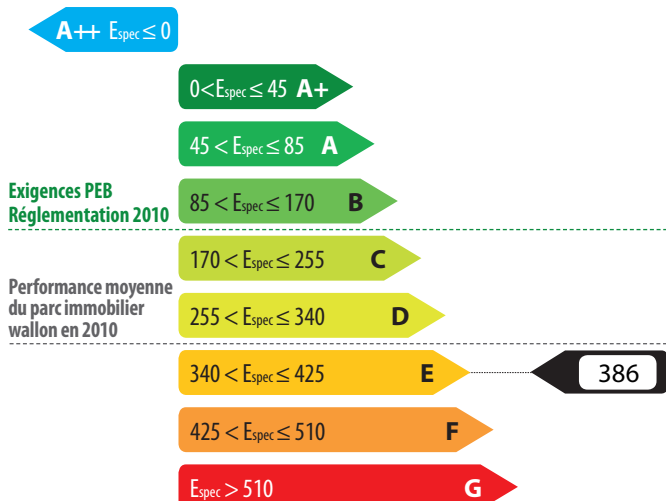 A++ Espec ≤ 0
0<Espec ≤ 45 A+
45 < Espec ≤ 85 A
Exigences PEB
Réglementation 2010
85 < Espec ≤ 170 B
170 < Espec ≤ 255 C
Performance moyenne
du parc immobilier
wallon en 2010
255 < Espec ≤ 340 D
340 < Espec ≤ 425 E
386
425 < Espec ≤ 510 F
Espec > 510 G